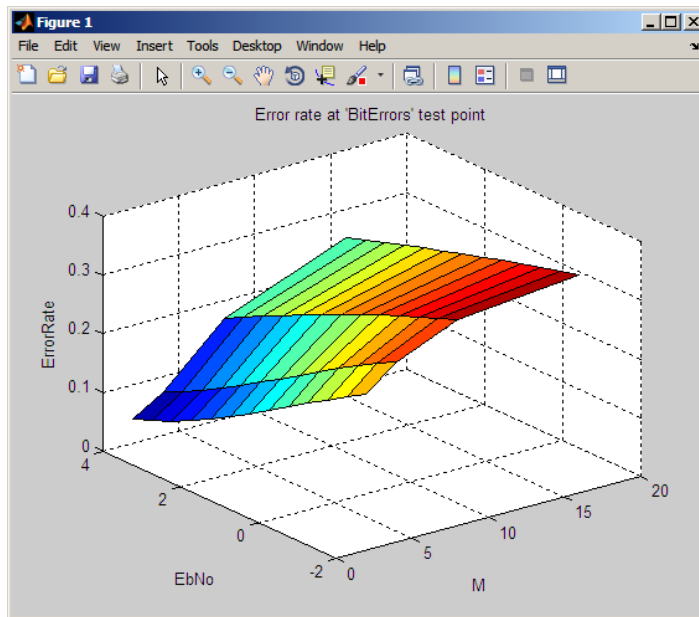 Figure 1
File Edit View Insert Tools Desktop Window Help
Error rate at 'BitErrors' test point
0.4
0.3
0.2
0.1
0
ErrorRate
4
2
0
-2
EbNo
0
5
10
15
20
M